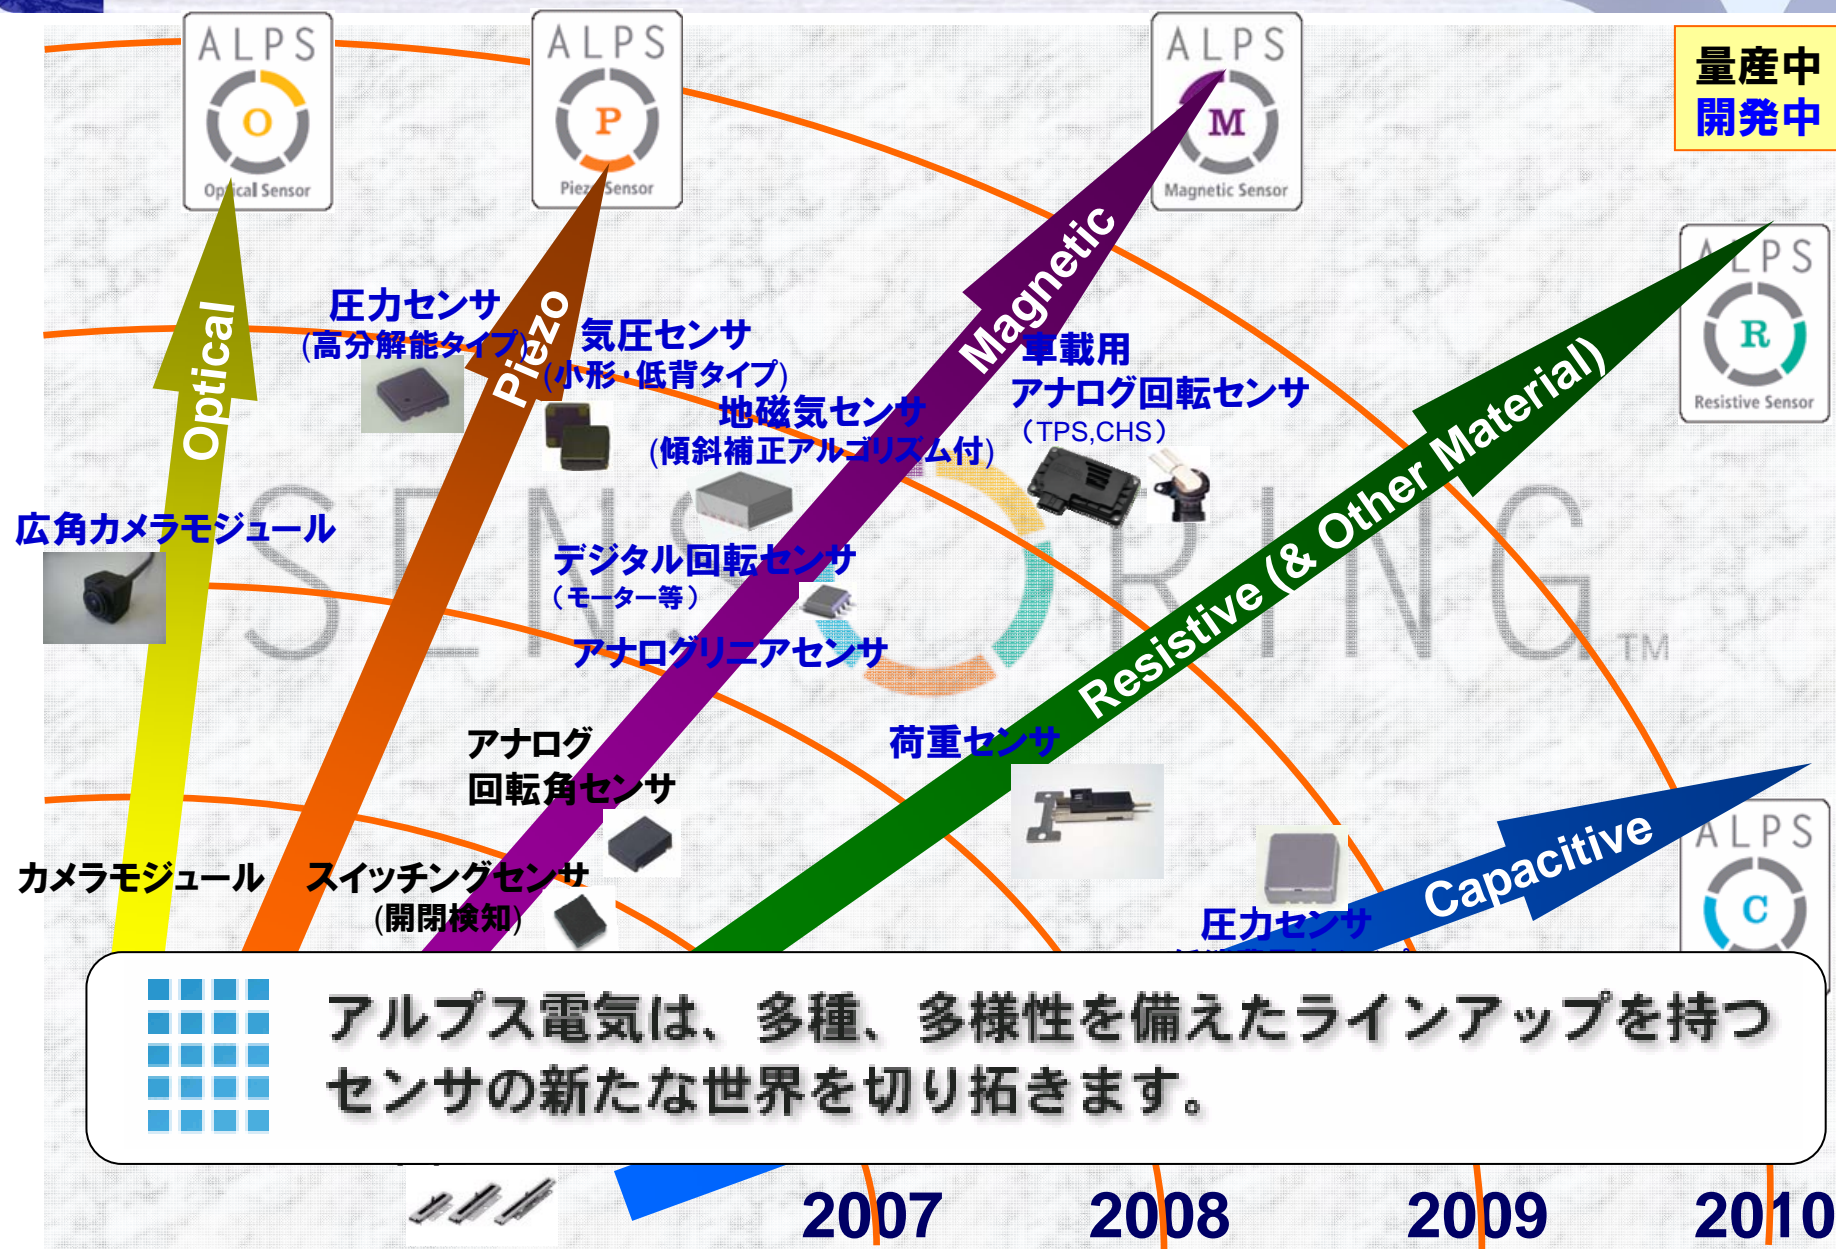 ALPS
O
Optical Sensor
ALPS
P
Piezo Sensor
ALPS
M
Magnetic Sensor
量産中
開発中
ALPS
R
Resistive Sensor
Optical
Piezo
Magnetic
Resistive (& Other Material)
Capacitive
圧力センサ
(高分解能タイプ)
気圧センサ
(小形・低背タイプ)
地磁気センサ
(傾斜補正アルゴリズム付)
車載用
アナログ回転センサ
（TPS,CHS）
広角カメラモジュール
SENSORING TM
デジタル回転センサ
（モーター等）
アナログリニアセンサ
アナログ
回転角センサ
荷重センサ
カメラモジュール
スイッチングセンサ
(開閉検知)
圧力センサ
ALPS
C
アルプス電気は、多種、多様性を備えたラインアップを持つ
センサの新たな世界を切り拓きます。
2007
2008
2009
2010